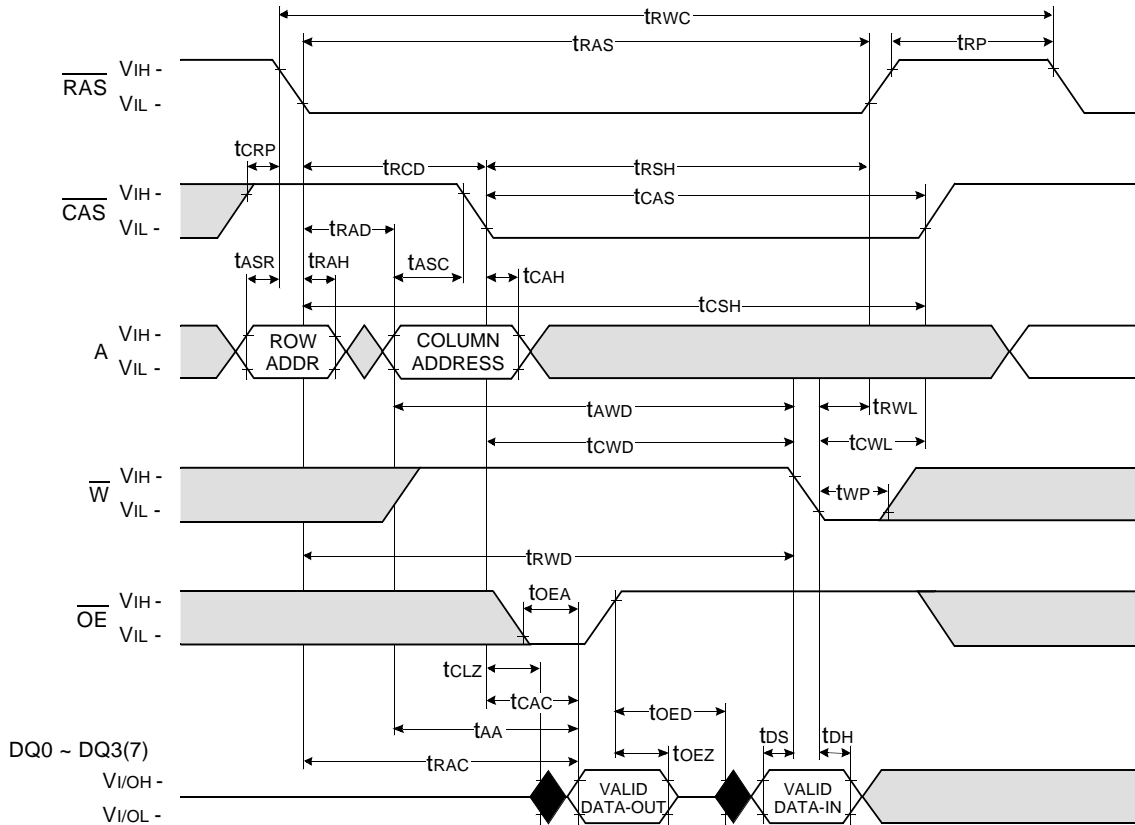 tRWC
tRAS
tRP
RAS
VIH -
VIL -
tCRP
tRCD
tRSH
CAS
VIH -
VIL -
tCAS
tRAD
tASR
tRAH
tASC
tCAH
tCSH
A
VIH -
VIL -
ROW
ADDR
COLUMN
ADDRESS
tAWD
tRWL
tCWD
tCWL
W
VIH -
VIL -
tWP
tRWD
OE
VIH -
VIL -
tOEA
tCLZ
tCAC
tOED
tAA
tOEZ
tDS
tDH
DQ0 ~ DQ3(7)
tRAC
VI/OH -
VI/OL -
VALID
DATA-OUT
VALID
DATA-IN